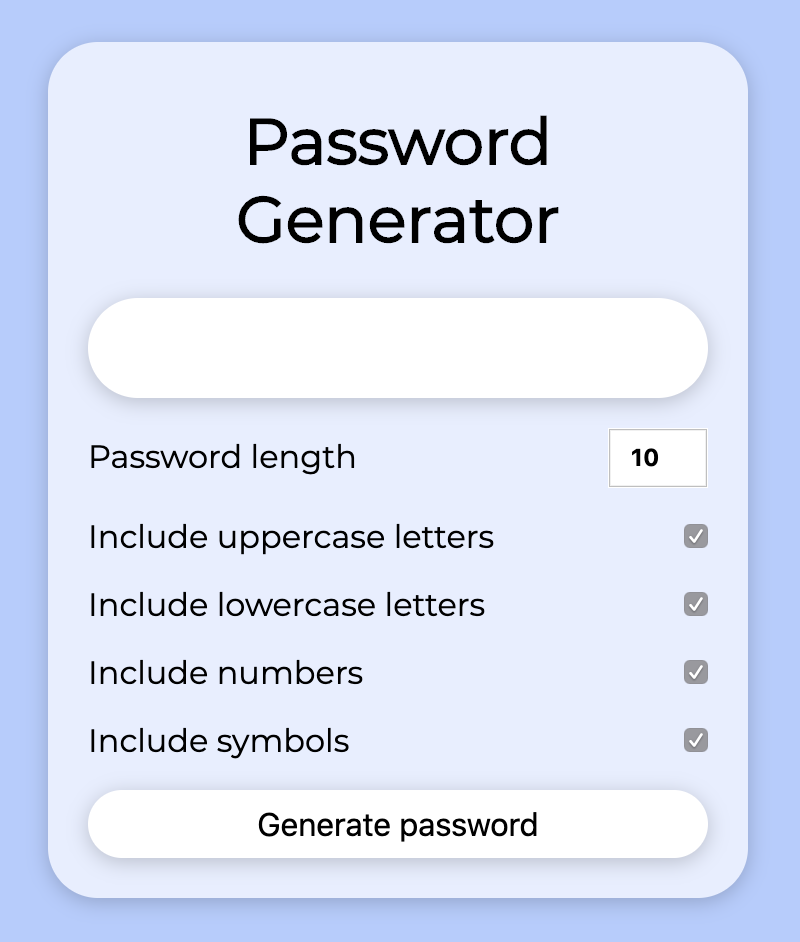 Password
Generator
Password length 10
Include uppercase letters
Include lowercase letters
Include numbers
Include symbols
Generate password